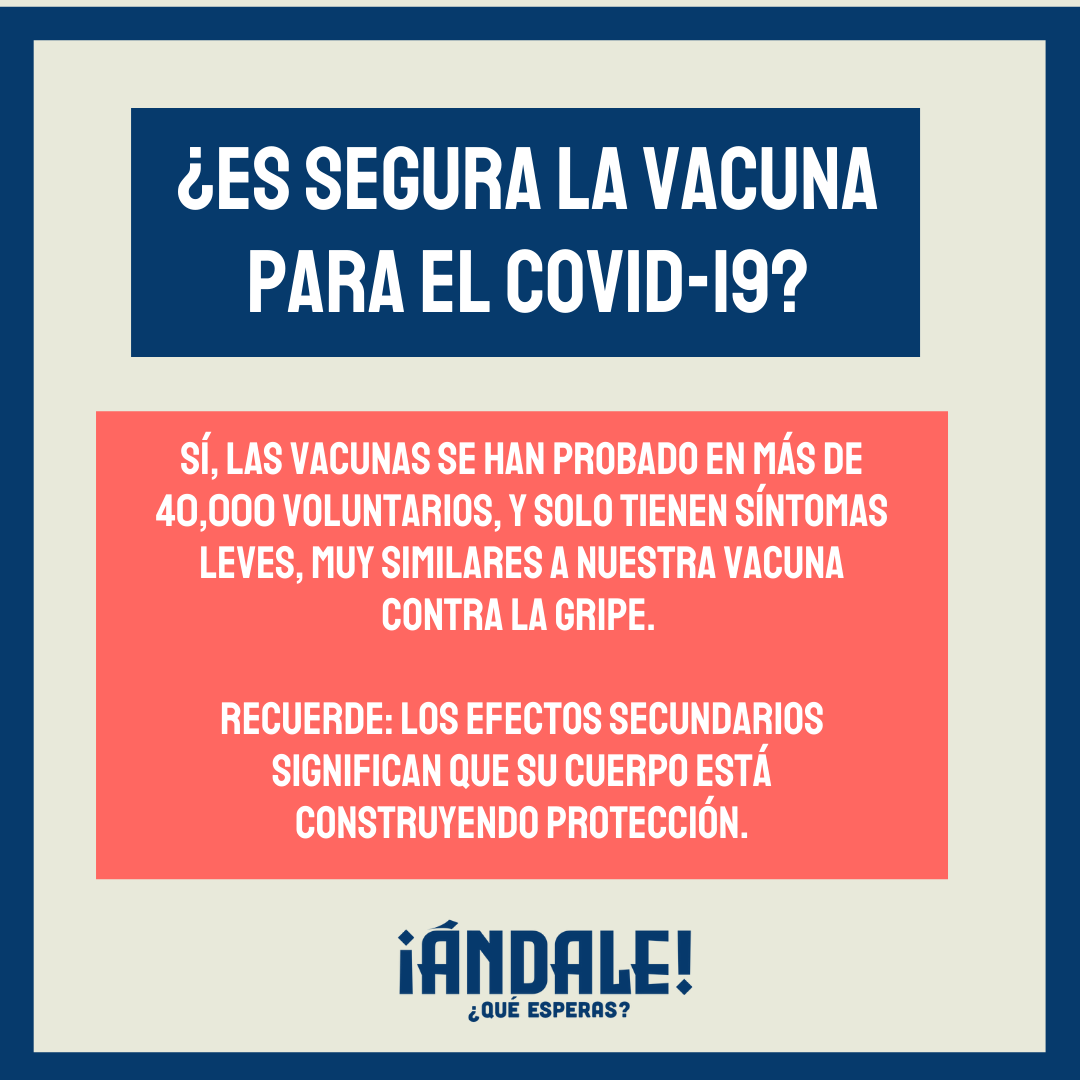 ¿ES SEGURA LA VACUNA
PARA EL COVID-19?
SÍ, LAS VACUNAS SE HAN PROBADO EN MÁS DE
40,000 VOLUNTARIOS, Y SOLO TIENEN SÍNTOMAS
LEVES, MUY SIMILARES A NUESTRA VACUNA
CONTRA LA GRIPE.
RECUERDE: LOS EFECTOS SECUNDARIOS
SIGNIFICAN QUE SU CUERPO ESTÁ
CONSTRUYENDO PROTECCIÓN.
¡ÁNDALE!
¿QUÉ ESPERAS?